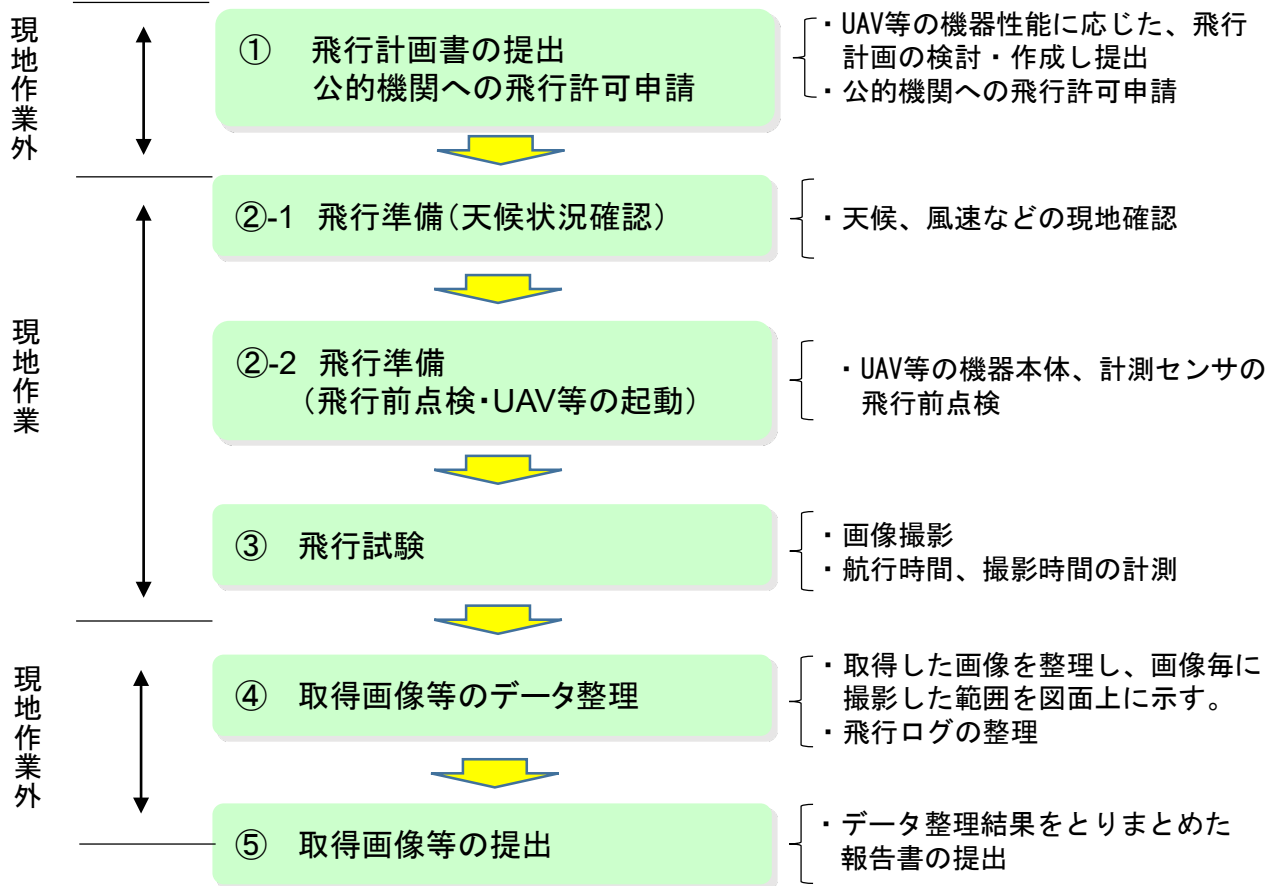 現地作業外
① 飛行計画書の提出
公的機関への飛行許可申請
・UAV等の機器性能に応じた、飛行
計画の検討・作成し提出
・公的機関への飛行許可申請
現地作業
②-1 飛行準備(天候状況確認)
・天候、風速などの現地確認
②-2 飛行準備
(飛行前点検・UAV等の起動)
・UAV等の機器本体、計測センサの
飛行前点検
③ 飛行試験
・画像撮影
・航行時間、撮影時間の計測
現地作業外
④ 取得画像等のデータ整理
・取得した画像を整理し、画像毎に
撮影した範囲を図面上に示す。
・飛行ログの整理
⑤ 取得画像等の提出
・データ整理結果をとりまとめた
報告書の提出